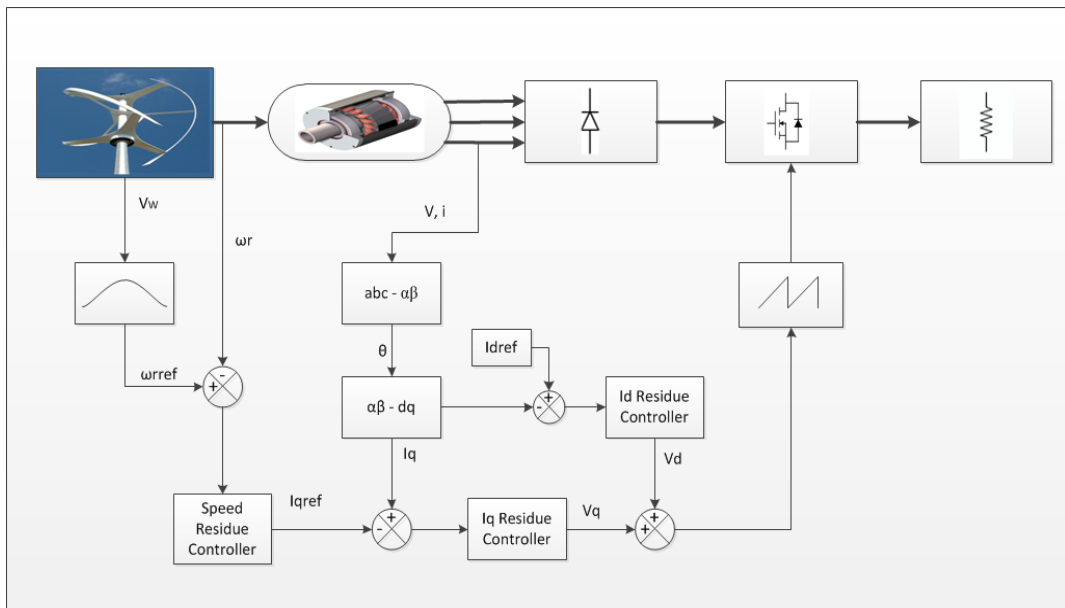 Vw
ωr
V, i
abc - αβ
θ
Idref
ωrref
-
+
αβ - dq
-
+
Id Residue
Controller
Iq
Vd
Speed
Residue
Controller
Iqref
-
+
Iq Residue
Controller
Vq
+
+